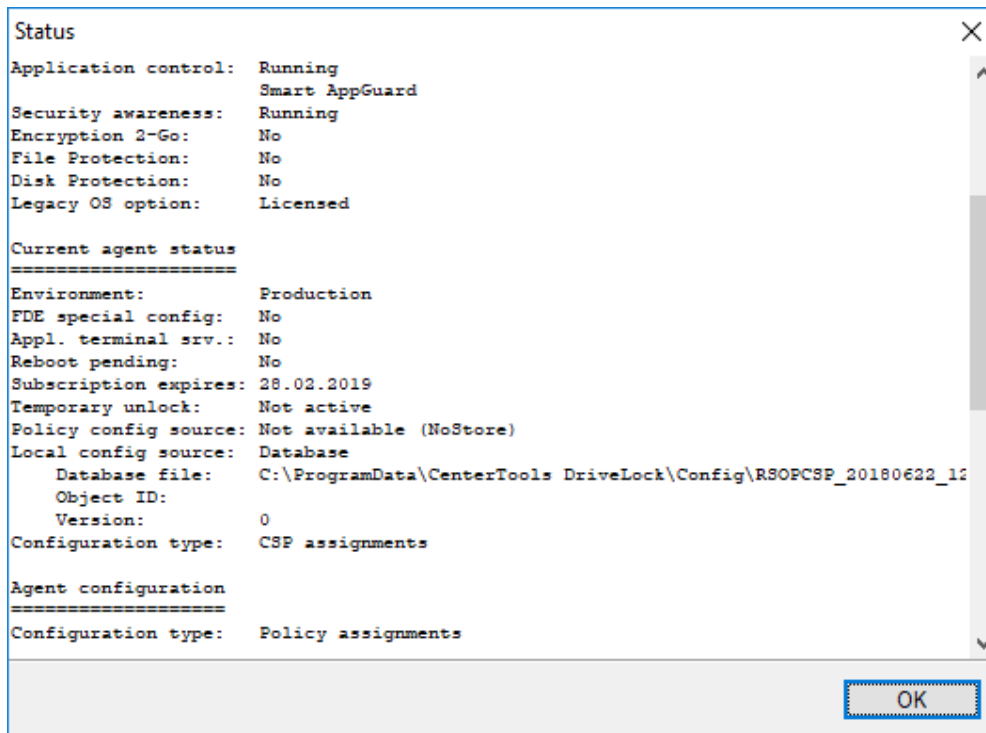 Status
Application control: Running
Smart AppGuard
Security awareness: Running
Encryption 2-Go: No
File Protection: No
Disk Protection: No
Legacy OS option: Licensed
Current agent status
====================
Environment: Production
FDE special config: No
Appl. terminal srv.: No
Reboot pending: No
Subscription expires: 28.02.2019
Temporary unlock: Not active
Policy config source: Not available (NoStore)
Local config source: Database
Database file: C:\ProgramData\CenterTools DriveLock\Config\RSOPCSP_20180622_12
Object ID:
Version: 0
Configuration type: CSP assignments
Agent configuration
===================
Configuration type: Policy assignments
OK